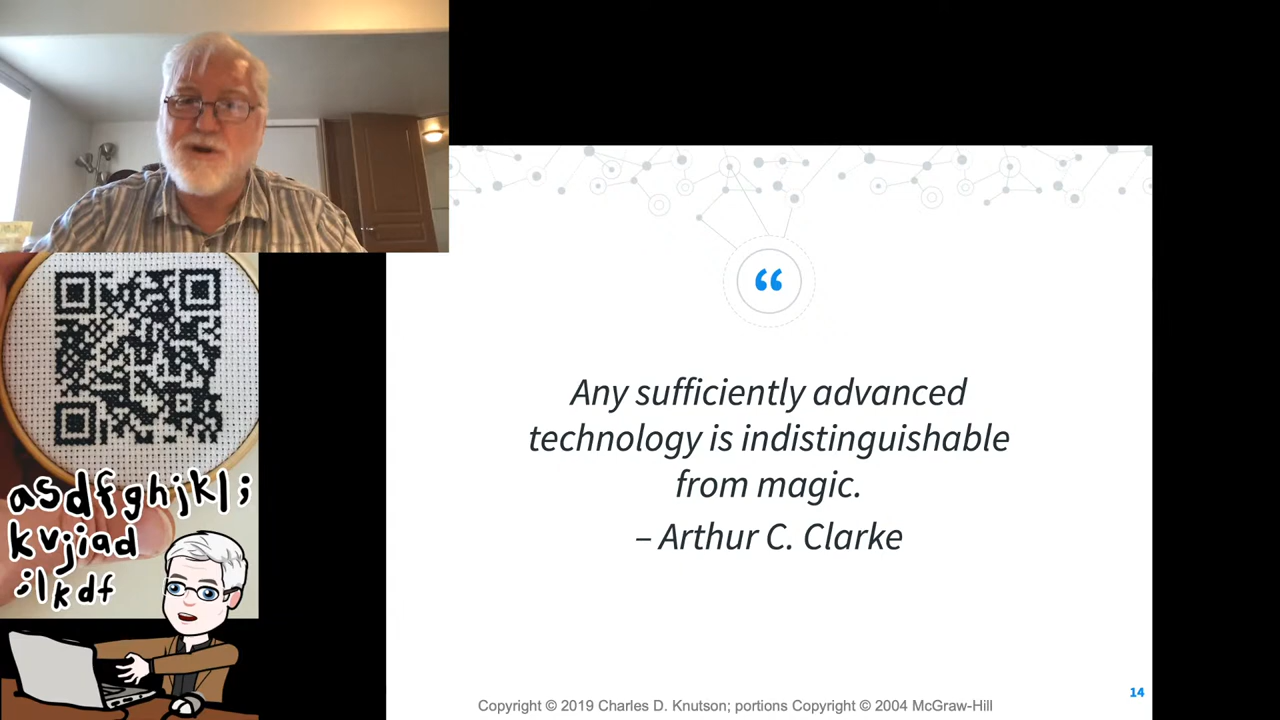 asdfghjkl;
kvjiad
;lkdf
“
Any sufficiently advanced
technology is indistinguishable
from magic.
– Arthur C. Clarke
14
Copyright © 2019 Charles D. Knutson; portions Copyright © 2004 McGraw-Hill